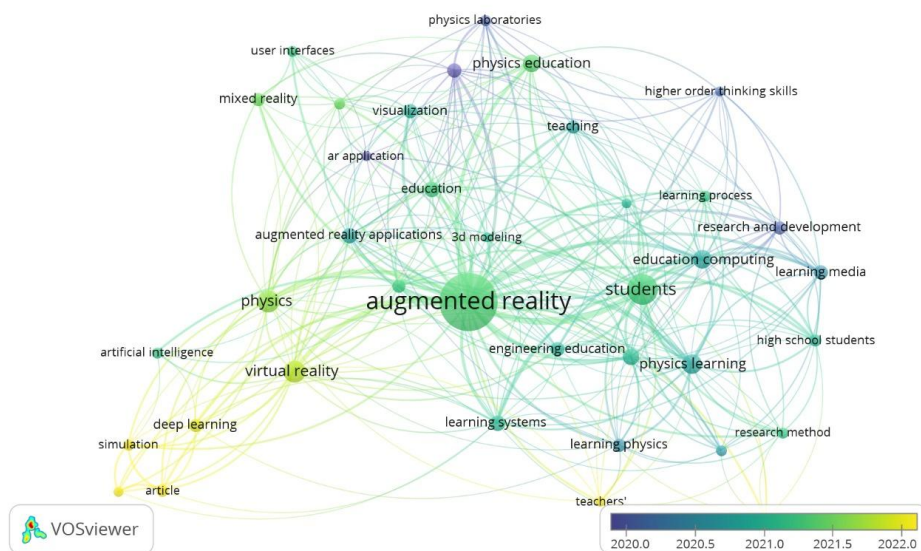 physics laboratories
user interfaces
physics education
mixed reality
higher order thinking skills
visualization
teaching
ar application
education
learning process
augmented reality applications
3d modeling
research and development
education computing
learning media
students
physics
augmented reality
artificial intelligence
engineering education
high school students
virtual reality
physics learning
deep learning
learning systems
simulation
learning physics
research method
article
teachers'
VOSviewer
2020.0 2020.5 2021.0 2021.5 2022.0